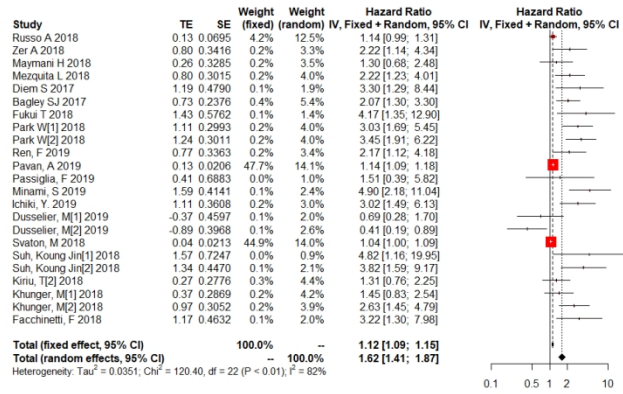 Weight Weight Hazard Ratio Hazard Ratio
Study TE SE (fixed) (random) IV, Fixed + Random, 95% CI IV, Fixed + Random, 95% CI
Russo A 2018 0.13 0.0695 4.2% 12.5% 1.14 [0.99; 1.31]
Zer A 2018 0.80 0.3416 0.2% 3.3% 2.22 [1.14; 4.34]
Maymani H 2018 0.26 0.3285 0.2% 3.5% 1.30 [0.68; 2.48]
Mezquita L 2018 0.80 0.3015 0.2% 4.0% 2.22 [1.23; 4.01]
Diem S 2017 1.19 0.4790 0.1% 2.0% 3.30 [1.29; 8.44]
Bagley SJ 2017 0.73 0.2376 0.4% 5.4% 2.07 [1.30; 3.30]
Fukui T 2018 1.43 0.5762 0.1% 1.4% 4.17 [1.35; 12.90]
Park W[1] 2018 1.11 0.2993 0.2% 4.0% 3.03 [1.69; 5.45]
Park W[2] 2018 1.24 0.3011 0.2% 4.0% 3.45 [1.91; 6.22]
Ren, F 2019 0.77 0.3363 0.2% 3.4% 2.17 [1.12; 4.18]
Pavan, A 2019 0.13 0.0206 47.7% 14.1% 1.14 [1.09; 1.18]
Passiglia, F 2018 0.41 0.6883 0.0% 1.0% 1.51 [0.39; 5.82]
Minami, S 2019 1.59 0.4141 0.1% 2.5% 4.90 [2.18; 11.04]
Ichiki, Y. 2019 1.11 0.3608 0.2% 3.1% 3.02 [1.49; 6.13]
Dusselier, M[1] 2019 -0.37 0.4597 0.1% 2.1% 0.69 [0.28; 1.70]
Dusselier, M[2] 2019 -0.89 0.3968 0.1% 2.7% 0.41 [0.19; 0.89]
Svaton, M 2018 0.04 0.0213 44.9% 14.0% 1.04 [1.00; 1.09]
Suh, Koung Jin[1] 2018 1.57 0.7247 0.0% 0.9% 4.82 [1.16; 19.95]
Suh, Koung Jin[2] 2018 1.34 0.4470 0.1% 2.2% 3.82 [1.59; 9.17]
Kiriu, T[2] 2018 0.27 0.2776 0.3% 4.4% 1.31 [0.76; 2.25]
Khunger, M[1] 2018 0.37 0.2869 0.2% 4.2% 1.45 [0.83; 2.54]
Khunger, M[2] 2018 0.97 0.3052 0.2% 3.9% 2.63 [1.45; 4.79]
Facchinetti, F 2018 1.17 0.4632 0.1% 2.1% 3.22 [1.30; 7.98]
Total (fixed effect, 95% CI) 100.0% -- 1.12 [1.09; 1.15]
Total (random effects, 95% CI) -- 100.0% 1.62 [1.41; 1.87]
Heterogeneity: Tau² = 0.0351; Chi² = 120.40, df = 22 (P < 0.01); I² = 82%
0.1 0.5 1 2 10